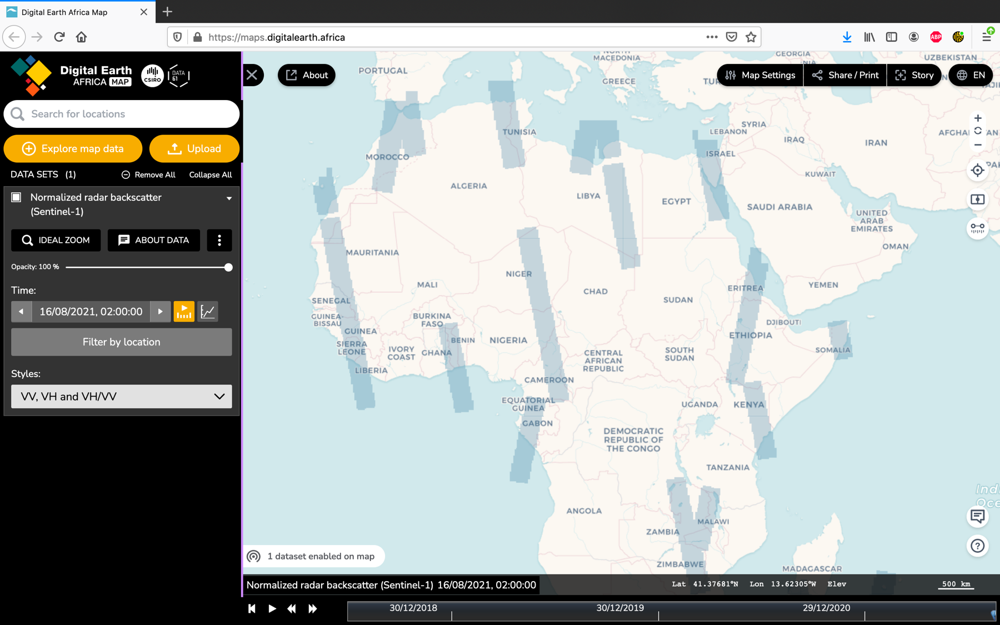 Digital Earth Africa Map
https://maps.digitalearth.africa
ABP
Digital Earth
AFRICA MAP
CSIRO
DATA
61
About
Map Settings
Share / Print
Story
EN
Search for locations
Explore map data
Upload
DATA SETS (1)
Remove All
Collapse All
Normalized radar backscatter
(Sentinel-1)
IDEAL ZOOM
ABOUT DATA
Opacity: 100 %
Time:
16/08/2021, 02:00:00
Filter by location
Styles:
VV, VH and VH/VV
NORTH
MACEDONIA
GEORGIA
UZBEKISTAN
PORTUGAL
GREECE
SYRIA
LEBANON
IRAQ
IRAN
TUNISIA
MOROCCO
ISRAEL
KUWAIT
ALGERIA
LIBYA
EGYPT
SAUDI ARABIA
UNITED
ARAB
EMIRATES
OMAN
MAURITANIA
NIGER
MALI
CHAD
SUDAN
ERITREA
YEMEN
SENEGAL
GUINEA-
BISSAU
BURKINA
FASO
DJIBOUTI
GUINEA
BENIN
NIGERIA
ETHIOPIA
SIERRA
LEONE
IVORY
COAST
GHANA
CENTRAL
AFRICAN
REPUBLIC
SOUTH
SUDAN
SOMALIA
LIBERIA
CAMEROON
EQUATORIAL
GUINEA
UGANDA
KENYA
GABON
DEMOCRATIC
REPUBLIC OF
THE CONGO
TANZANIA
ANGOLA
MALAWI
ZAMBIA
ZIMBABWE
MADAGASCAR
1 dataset enabled on map
Normalized radar backscatter (Sentinel-1) 16/08/2021, 02:00:00
Lat 41.37681°N Lon 13.62305°W Elev
500 km
30/12/2018
30/12/2019
29/12/2020